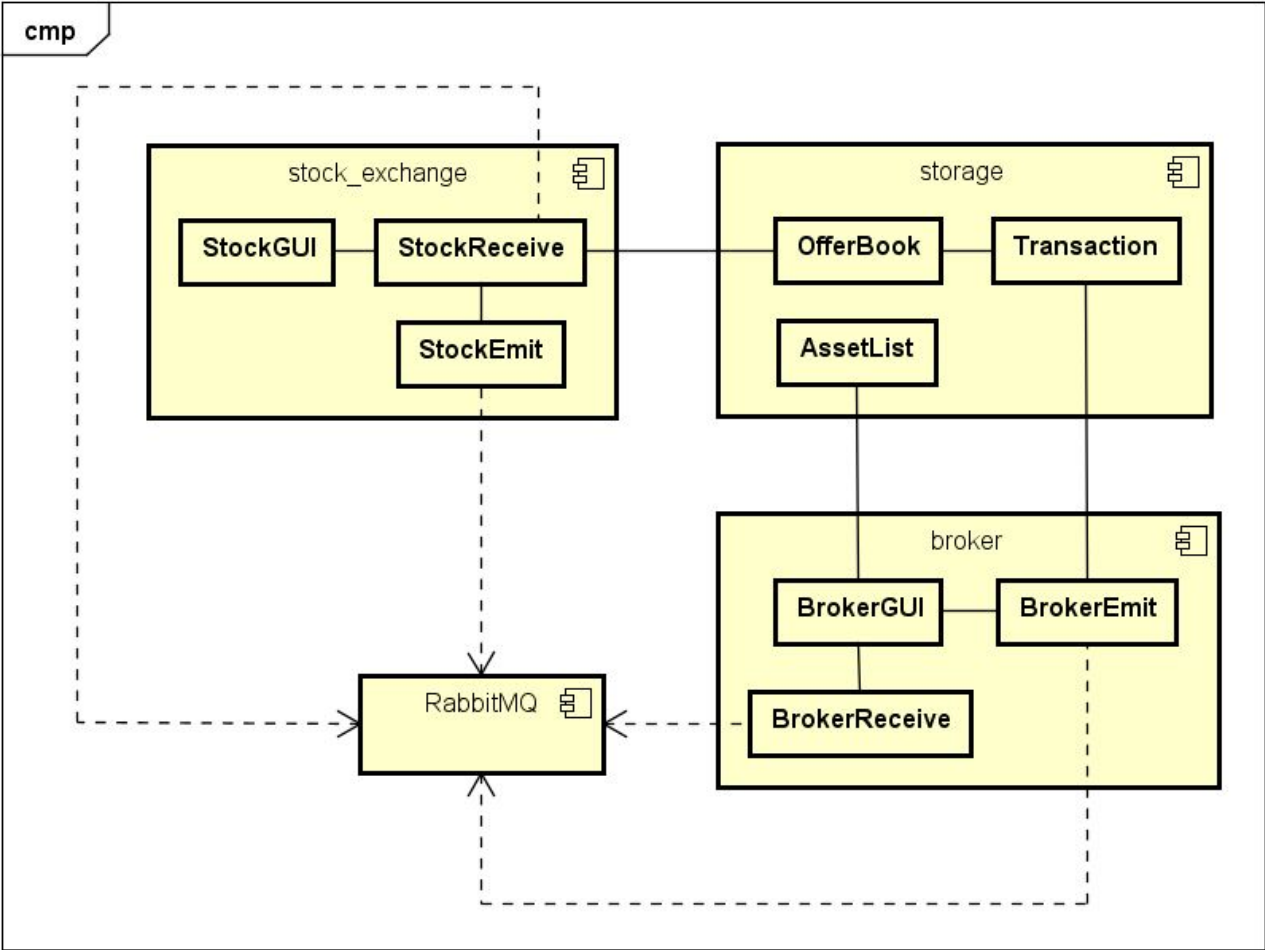 cmp
stock_exchange
storage
StockGUI
StockReceive
OfferBook
Transaction
StockEmit
AssetList
broker
BrokerGUI
BrokerEmit
RabbitMQ
BrokerReceive